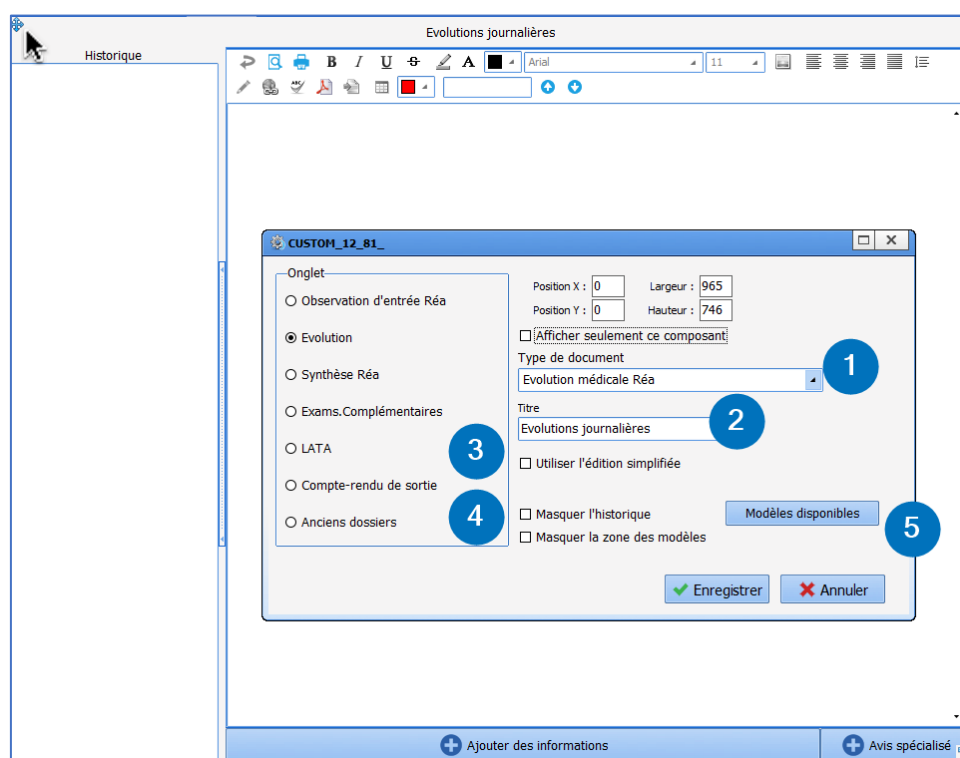 Evolutions journalières
Historique
B I U S A Arial 11
ABC
CUSTOM_12_81_
Onglet
Observation d'entrée Réa
Evolution
Synthèse Réa
Exams.Complémentaires
LATA
Compte-rendu de sortie
Anciens dossiers
3
4
Position X : 0 Largeur : 965
Position Y : 0 Hauteur : 746
Afficher seulement ce composant
Type de document
Evolution médicale Réa
1
Titre
Evolutions journalières
2
Utiliser l'édition simplifiée
Masquer l'historique
Modèles disponibles
5
Masquer la zone des modèles
Enregistrer Annuler
Ajouter des informations
Avis spécialisé